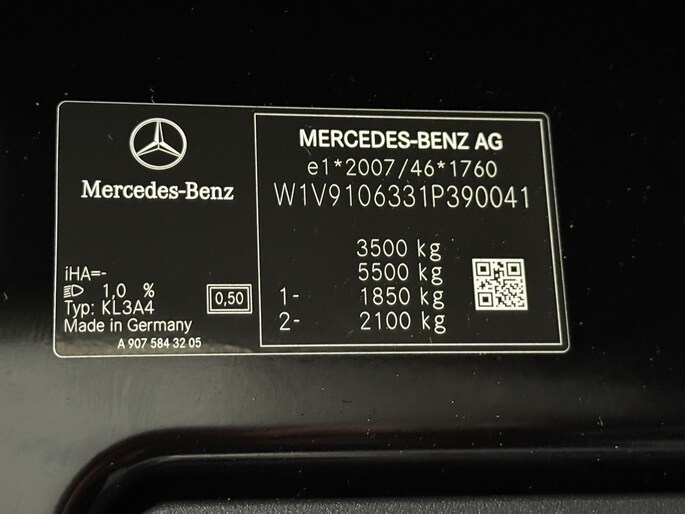 Mercedes-Benz
iHA=-
1,0 %
Typ: KL3A4
Made in Germany
A 907 584 32 05
0,50
MERCEDES-BENZ AG
e1*2007/46*1760
W1V9106331P390041
3500 kg
5500 kg
1- 1850 kg
2- 2100 kg